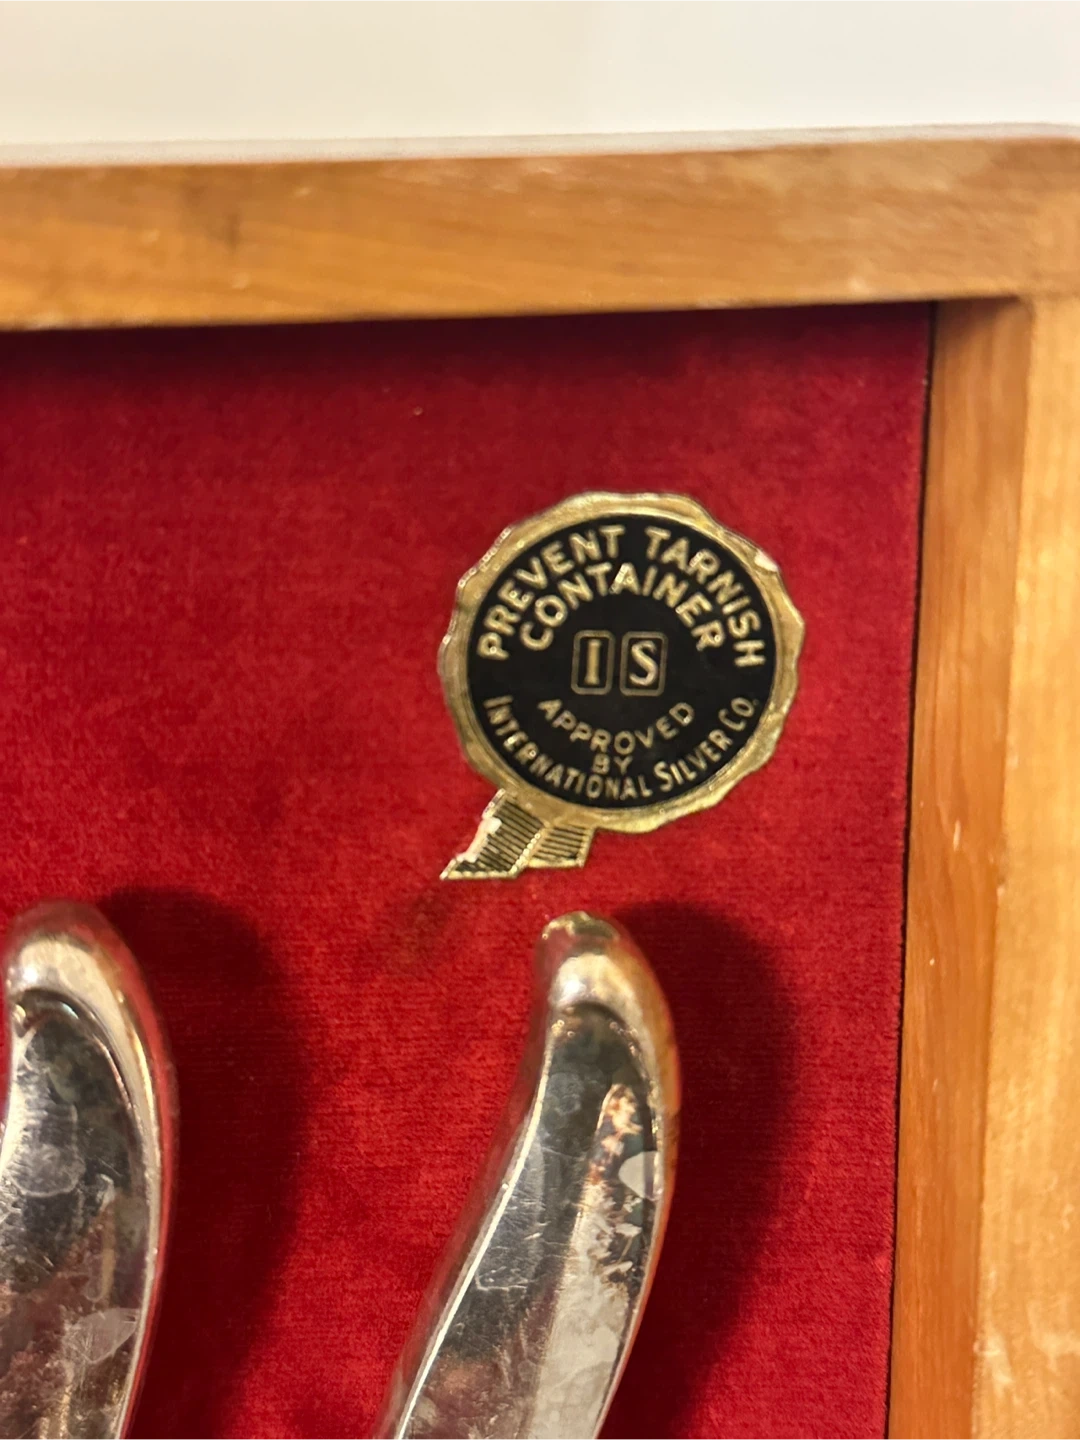 PREVENT TARNISH
CONTAINER
IS
APPROVED
BY
INTERNATIONAL SILVER CO.